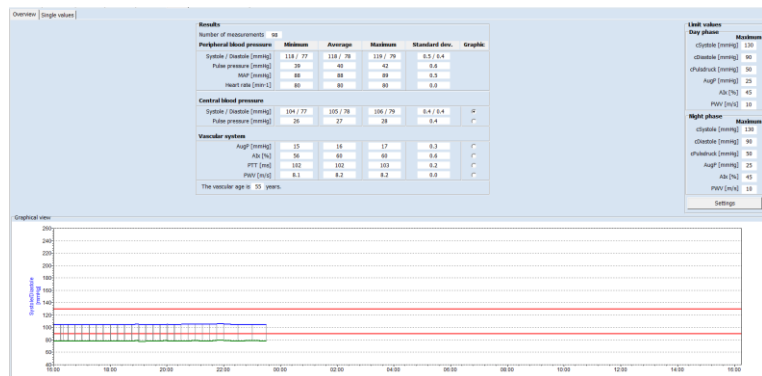 Overview Single values
Results
Number of measurements 98
Peripheral blood pressure Minimum Average Maximum Standard dev. Graphic
Systole / Diastole [mmHg] 118 / 77 118 / 78 119 / 79 0.5 / 0.4
Pulse pressure [mmHg] 39 40 42 0.6
MAP [mmHg] 88 88 89 0.5
Heart rate [min-1] 80 80 80 0.0
Central blood pressure
Systole / Diastole [mmHg] 104 / 77 105 / 78 106 / 79 0.4 / 0.4
Pulse pressure [mmHg] 26 27 28 0.4
Vascular system
AugP [mmHg] 15 16 17 0.3
AIx [%] 56 60 60 0.6
PTT [ms] 102 102 103 0.2
PWV [m/s] 8.1 8.2 8.2 0.0
The vascular age is 55 years.
Limit values
Day phase
Maximum
cSystole [mmHg] 130
cDiastole [mmHg] 90
cPulsdruck [mmHg] 50
AugP [mmHg] 25
AIx [%] 45
PWV [m/s] 10
Night phase
Maximum
cSystole [mmHg] 130
cDiastole [mmHg] 90
cPulsdruck [mmHg] 50
AugP [mmHg] 25
AIx [%] 45
PWV [m/s] 10
Settings
Graphical view
Systole/Diastole
[mmHg]
260
240
220
200
180
160
140
120
100
80
60
40
16:00 18:00 20:00 22:00 00:00 02:00 04:00 06:00 08:00 10:00 12:00 14:00 16:00